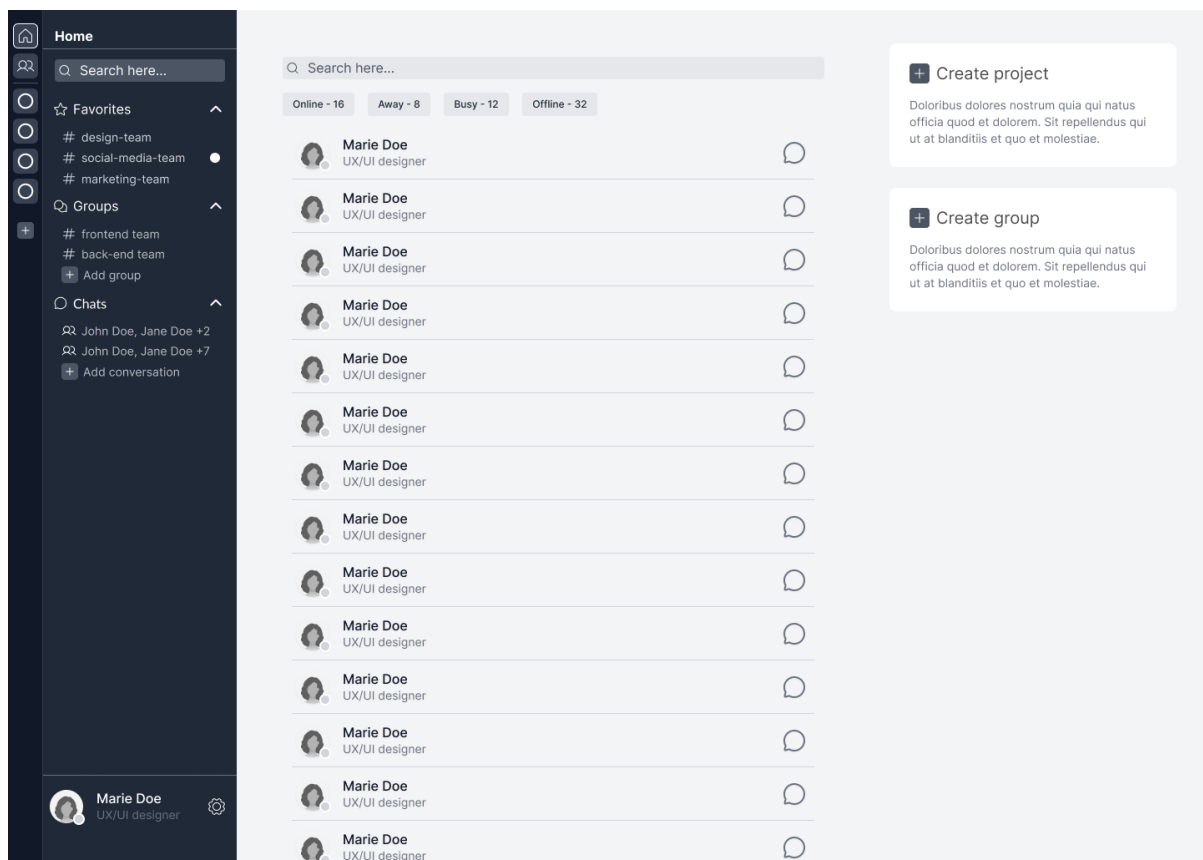 Home
Search here...
Favorites
# design-team
# social-media-team
# marketing-team
Groups
# frontend team
# back-end team
+ Add group
Chats
John Doe, Jane Doe +2
John Doe, Jane Doe +7
+ Add conversation
Marie Doe
UX/UI designer
Search here...
Online - 16
Away - 8
Busy - 12
Offline - 32
Marie Doe
UX/UI designer
Marie Doe
UX/UI designer
Marie Doe
UX/UI designer
Marie Doe
UX/UI designer
Marie Doe
UX/UI designer
Marie Doe
UX/UI designer
Marie Doe
UX/UI designer
Marie Doe
UX/UI designer
Marie Doe
UX/UI designer
Marie Doe
UX/UI designer
Marie Doe
UX/UI designer
Marie Doe
UX/UI designer
Marie Doe
UX/UI designer
Marie Doe
UX/UI designer
+ Create project
Doloribus dolores nostrum quia qui natus
officia quod et dolorem. Sit repellendus qui
ut at blanditiis et quo et molestiae.
+ Create group
Doloribus dolores nostrum quia qui natus
officia quod et dolorem. Sit repellendus qui
ut at blanditiis et quo et molestiae.